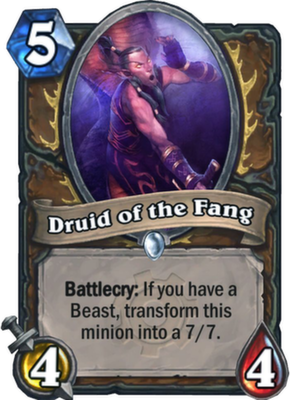 5
Druid of the Fang
Battlecry: If you have a
Beast, transform this
minion into a 7/7.
4
4